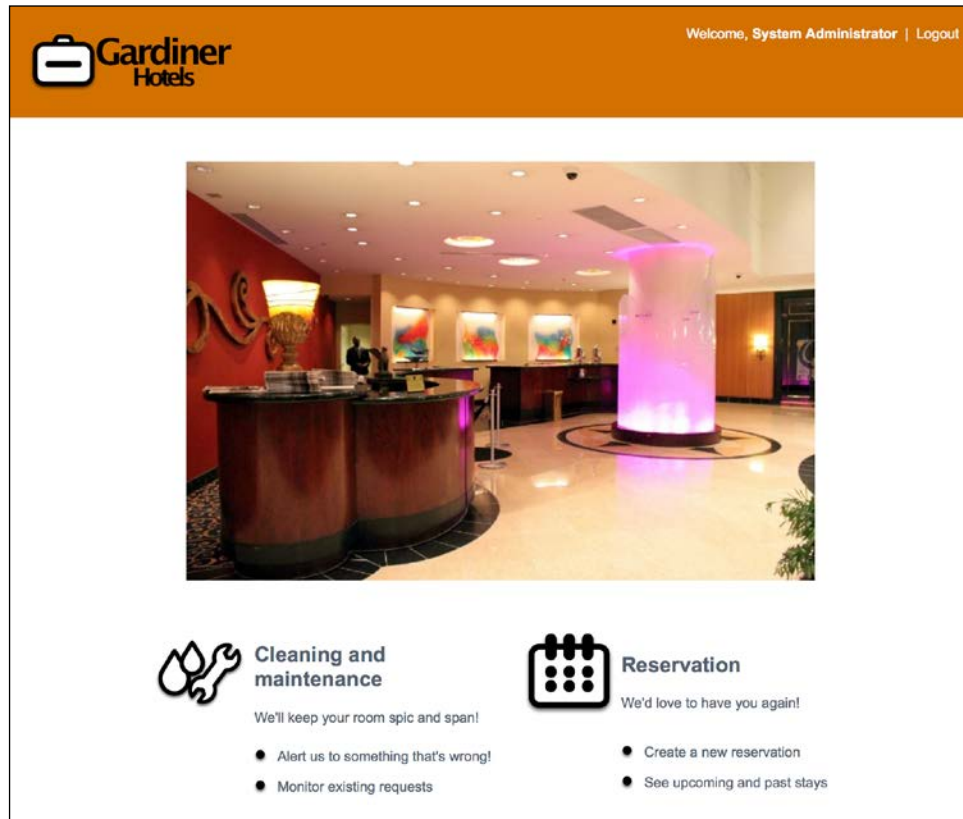 Gardiner
Hotels
Welcome, System Administrator | Logout
Cleaning and
maintenance
We'll keep your room spic and span!
Alert us to something that's wrong!
Monitor existing requests
Reservation
We'd love to have you again!
Create a new reservation
See upcoming and past stays